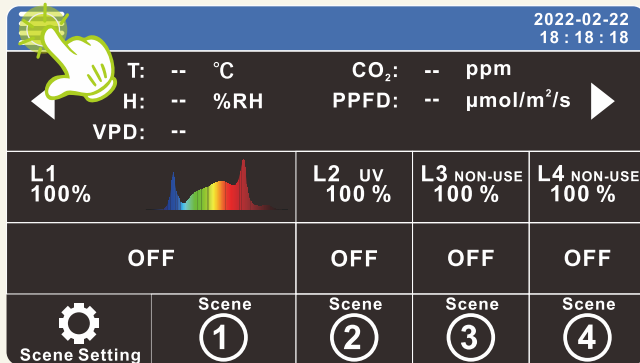 2022-02-22
18 : 18 : 18
T: -- °C CO₂: -- ppm
H: -- %RH PPFD: -- μmol/m²/s
VPD: --
L1 L2 UV L3 NON-USE L4 NON-USE
100% 100 % 100 % 100 %
OFF OFF OFF OFF
Scene Scene Scene Scene
1 2 3 4
Scene Setting